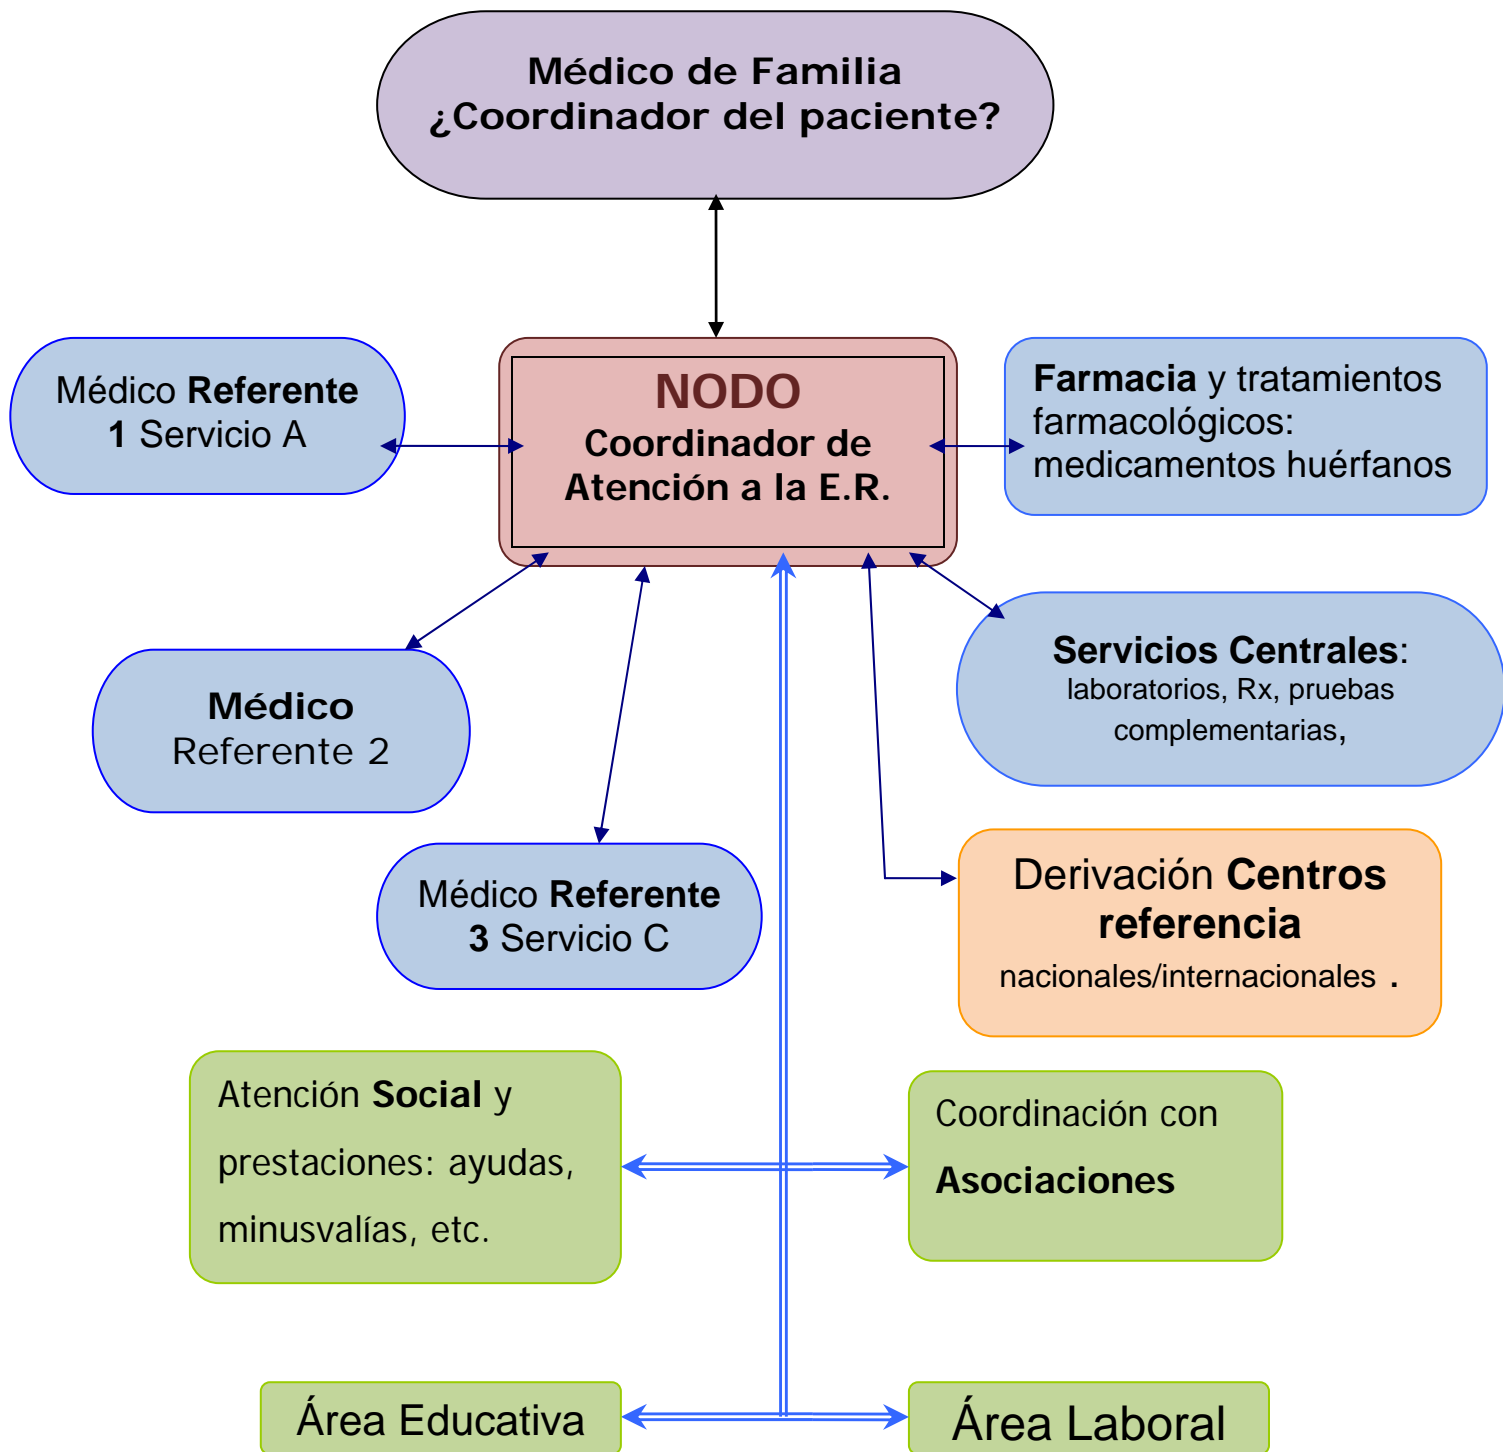 Médico de Familia
¿Coordinador del paciente?
Médico Referente
1 Servicio A
NODO
Coordinador de
Atención a la E.R.
Farmacia y tratamientos
farmacológicos:
medicamentos huérfanos
Médico
Referente 2
Servicios Centrales:
laboratorios, Rx, pruebas
complementarias,
Médico Referente
3 Servicio C
Derivación Centros
referencia
nacionales/internacionales .
Atención Social y
prestaciones: ayudas,
minusvalías, etc.
Coordinación con
Asociaciones
Área Educativa
Área Laboral